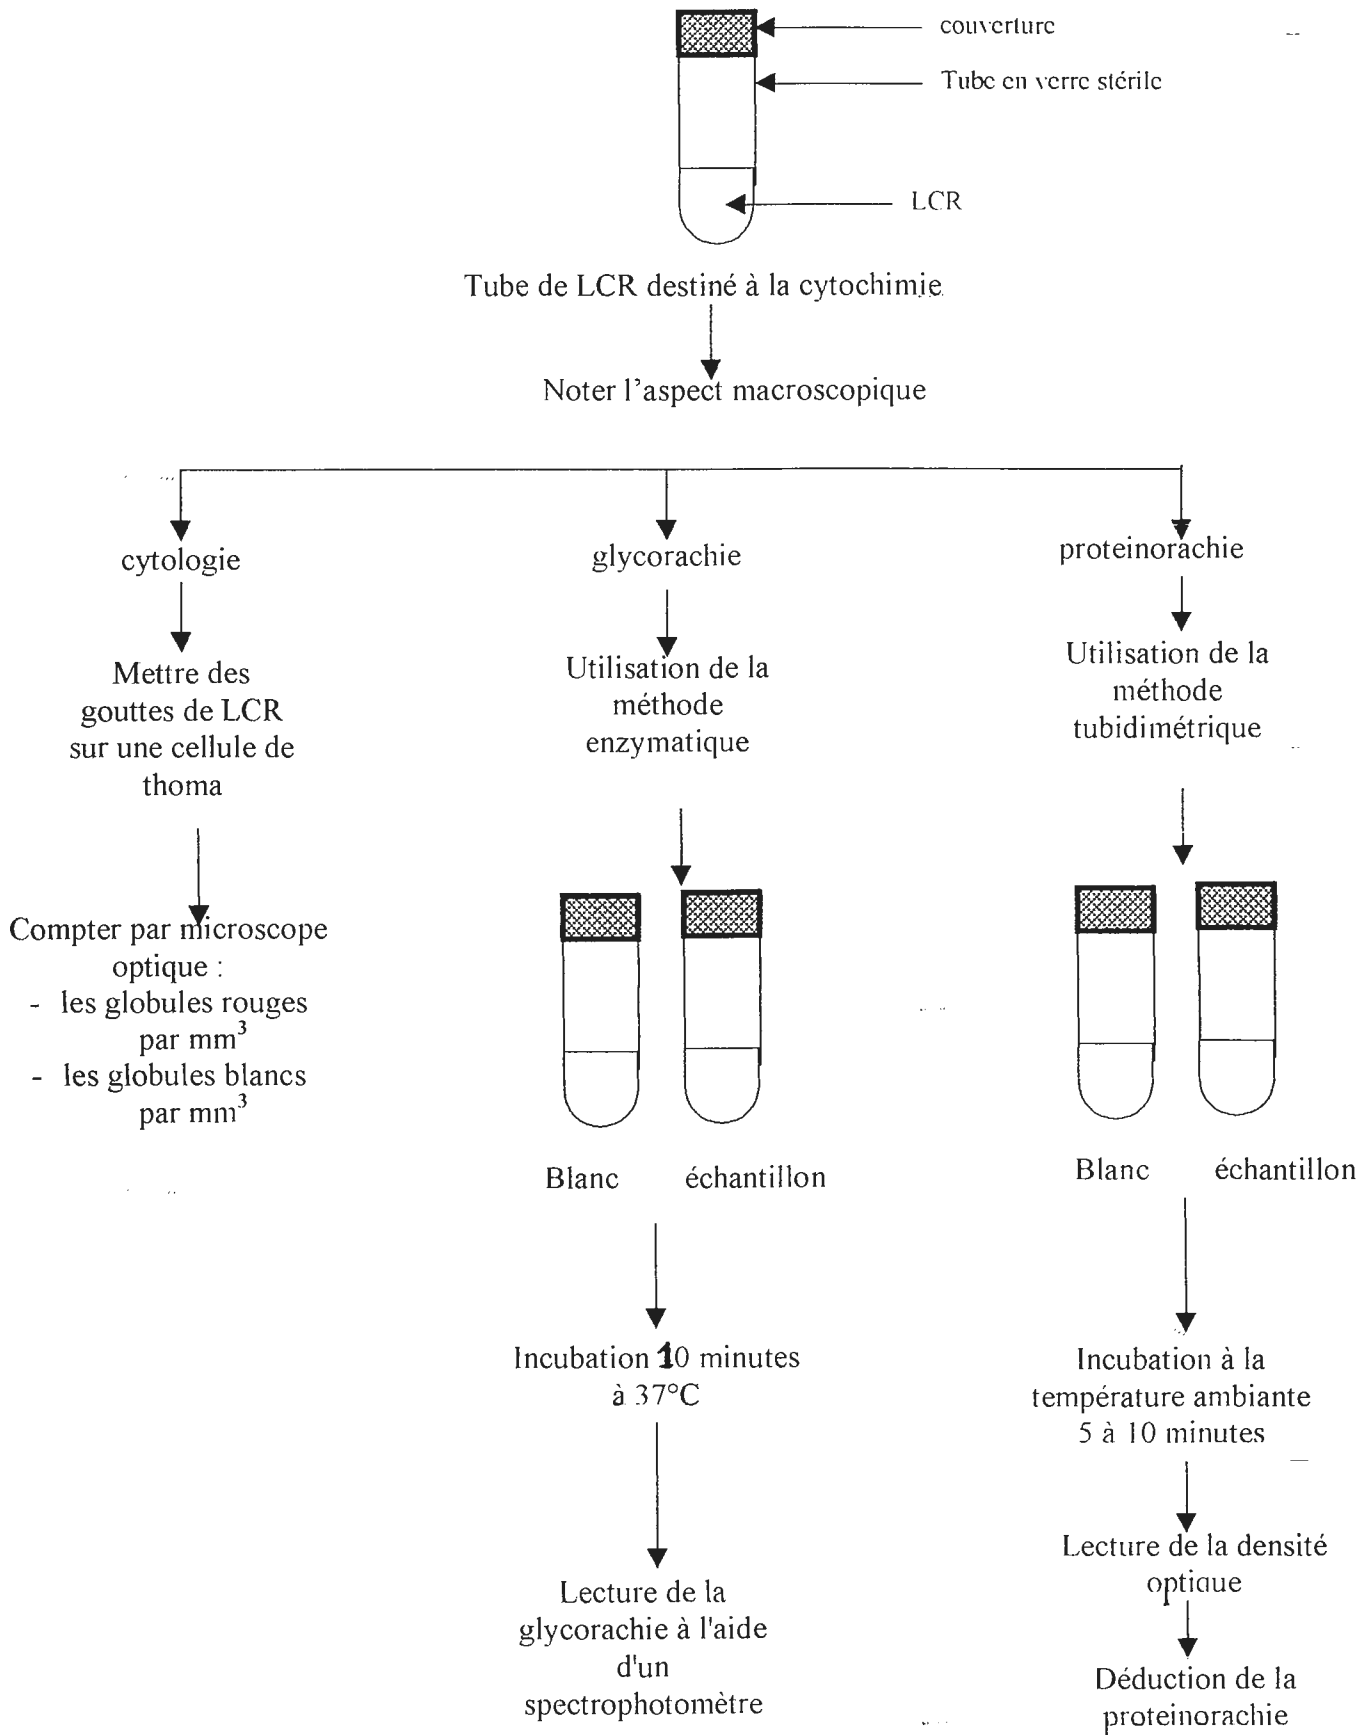 couverture
Tube en verre stérile
LCR
Tube de LCR destiné à la cytochimie
Noter l'aspect macroscopique
cytologie
Mettre des
gouttes de LCR
sur une cellule de
thoma
Compter par microscope
optique :
- les globules rouges
par mm³
- les globules blancs
par mm³
glycorachie
Utilisation de la
méthode
enzymatique
Blanc échantillon
Incubation 10 minutes
à 37°C
Lecture de la
glycorachie à l'aide
d'un
spectrophotomètre
proteinorachie
Utilisation de la
méthode
tubidimétrique
Blanc échantillon
Incubation à la
température ambiante
5 à 10 minutes
Lecture de la densité
optique
Déduction de la
proteinorachie